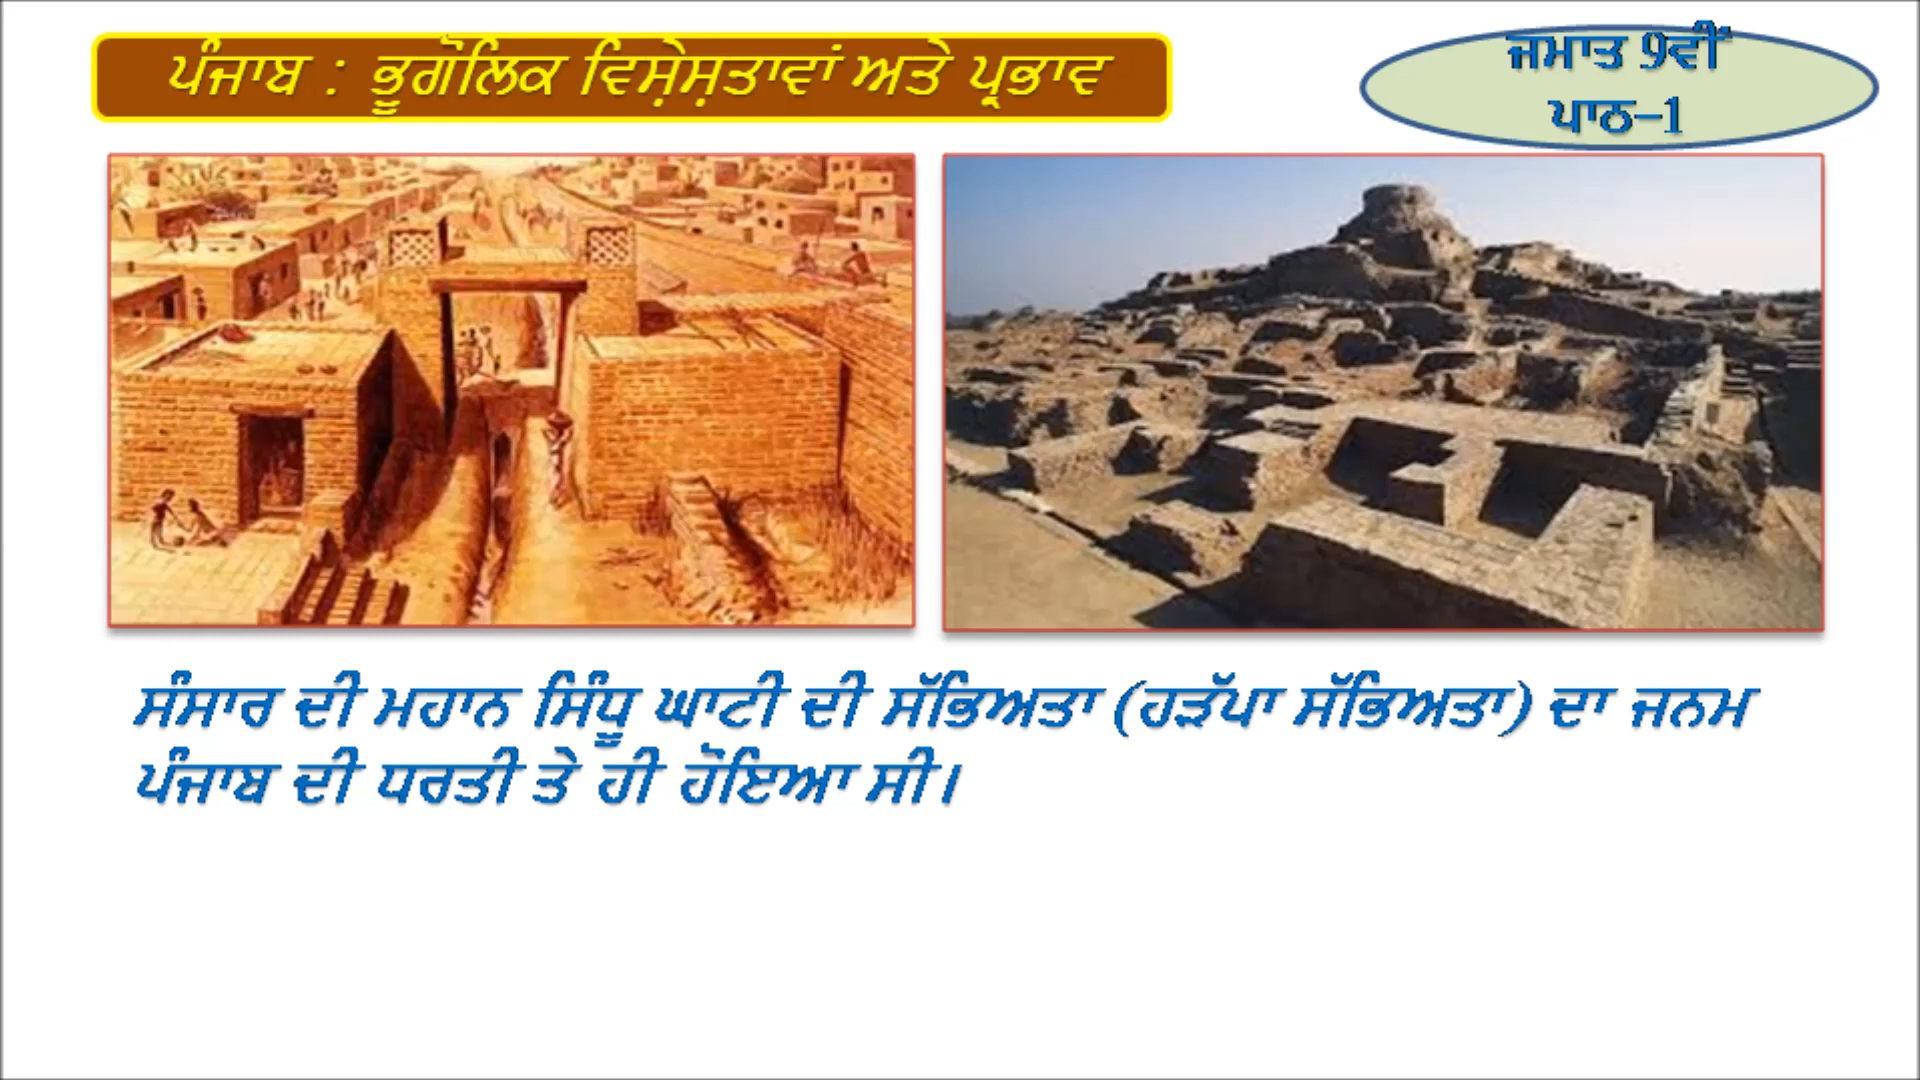 ਪੰਜਾਬ : ਭੂਗੋਲਿਕ ਵਿਸ਼ੇਸ਼ਤਾਵਾਂ ਅਤੇ ਪ੍ਰਭਾਵ
ਜਮਾਤ 9ਵੀਂ
ਪਾਠ-1
ਸੰਸਾਰ ਦੀ ਮਹਾਨ ਸਿੰਧੂ ਘਾਟੀ ਦੀ ਸੱਭਿਅਤਾ (ਹੜੱਪਾ ਸੱਭਿਅਤਾ) ਦਾ ਜਨਮ
ਪੰਜਾਬ ਦੀ ਧਰਤੀ ਤੇ ਹੀ ਹੋਇਆ ਸੀ।